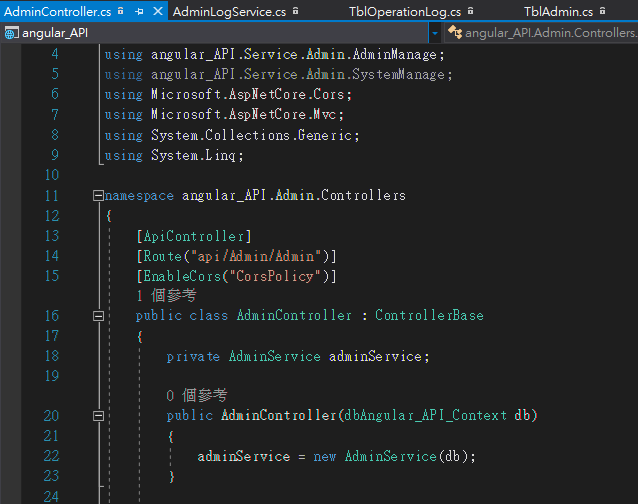 AdminController.cs
AdminLogService.cs
TblOperationLog.cs
TblAdmin.cs
angular_API
angular_API.Admin.Controllers.
4 using angular_API.Service.Admin.AdminManage;
5 using angular_API.Service.Admin.SystemManage;
6 using Microsoft.AspNetCore.Cors;
7 using Microsoft.AspNetCore.Mvc;
8 using System.Collections.Generic;
9 using System.Linq;
10
11 namespace angular_API.Admin.Controllers
12 {
13 [ApiController]
14 [Route("api/Admin/Admin")]
15 [EnableCors("CorsPolicy")]
1 個參考
16 public class AdminController : ControllerBase
17 {
18 private AdminService adminService;
19
0 個參考
20 public AdminController(dbAngular_API_Context db)
21 {
22 adminService = new AdminService(db);
23 }
24